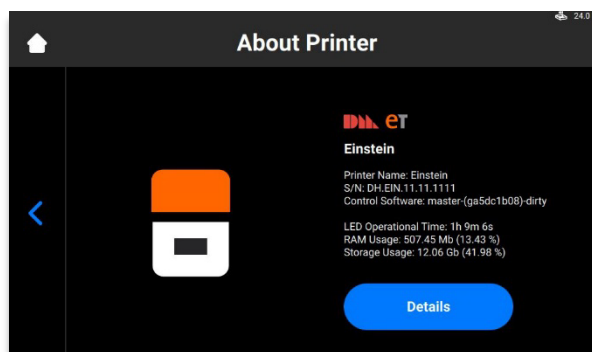 24.0
About Printer
DM. eT
Einstein
Printer Name: Einstein
S/N: DH.EIN.11.11.1111
Control Software: master-(ga5dc1b08)-dirty
LED Operational Time: 1h 9m 6s
RAM Usage: 507.45 Mb (13.43 %)
Storage Usage: 12.06 Gb (41.98 %)
Details